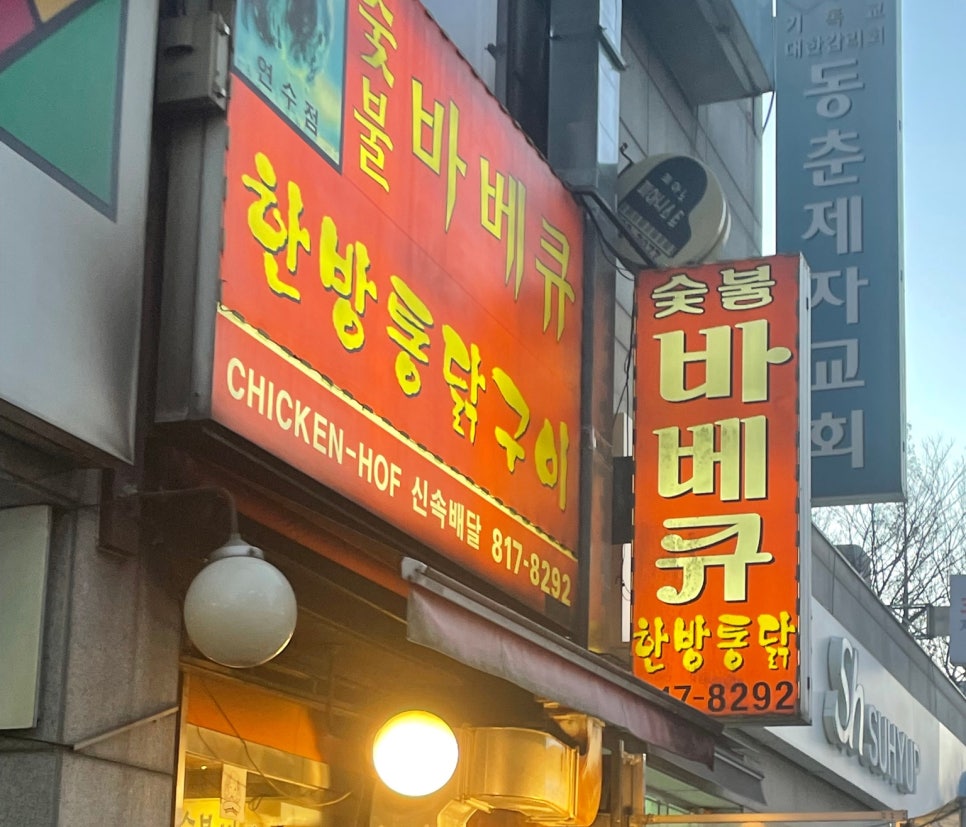 연수점
숯불
바베큐
한방통닭구이
CHICKEN-HOF 신속배달 817-8292
숯불
바베큐
한방통닭
17-8292
기독교
대한감리회
동춘제자교회
Sh SUHYUP